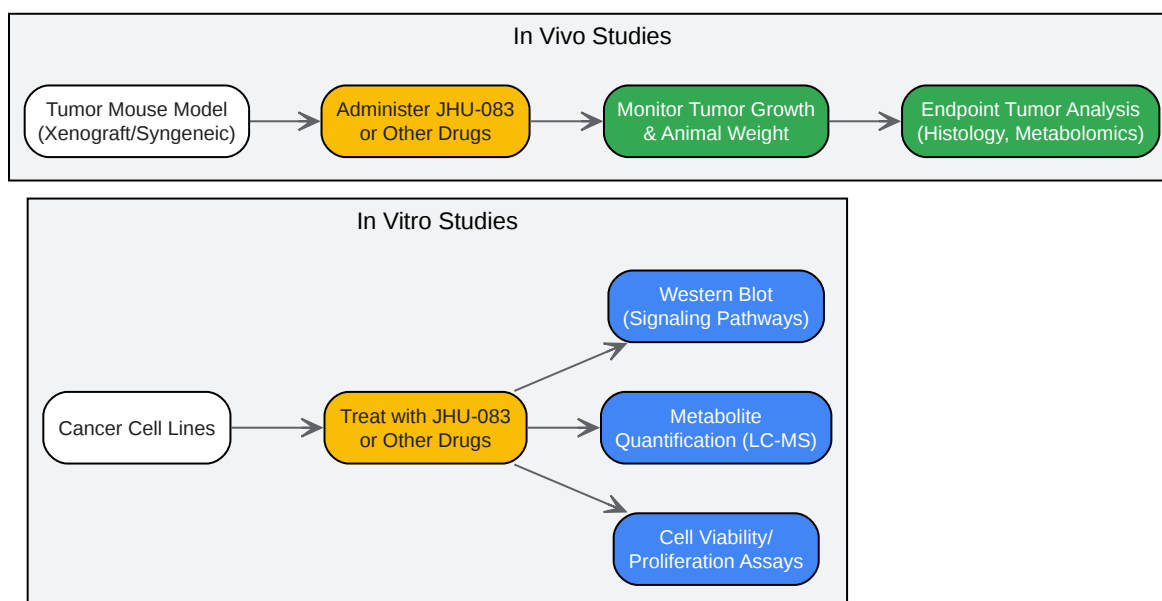 In Vivo Studies
Tumor Mouse Model
(Xenograft/Syngeneic)
Administer JHU-083
or Other Drugs
Monitor Tumor Growth
& Animal Weight
Endpoint Tumor Analysis
(Histology, Metabolomics)
In Vitro Studies
Cancer Cell Lines
Treat with JHU-083
or Other Drugs
Western Blot
(Signaling Pathways)
Metabolite
Quantification (LC-MS)
Cell Viability/
Proliferation Assays